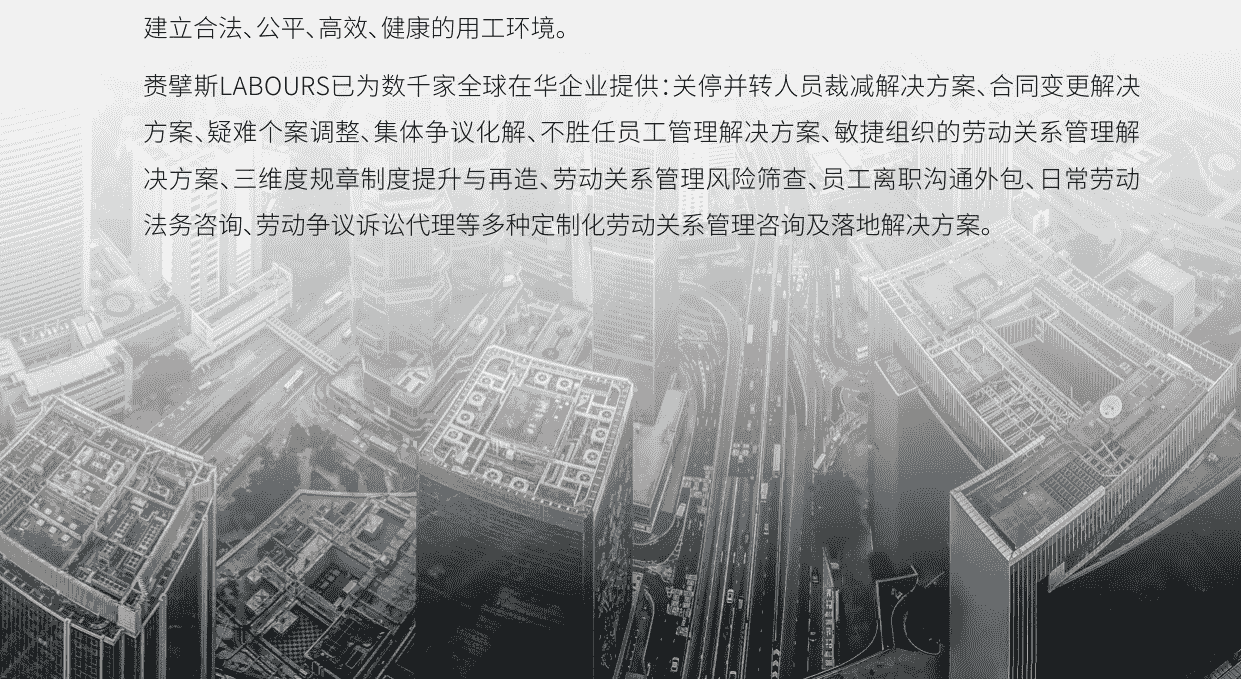 建立合法、公平、高效、健康的用工环境。
赉擘斯LABOURS已为数千家全球在华企业提供：关停并转人员裁减解决方案、合同变更解决
方案、疑难个案调整、集体争议化解、不胜任员工管理解决方案、敏捷组织的劳动关系管理解
决方案、三维度规章制度提升与再造、劳动关系管理风险筛查、员工离职沟通外包、日常劳动
法务咨询、劳动争议诉讼代理等多种定制化劳动关系管理咨询及落地解决方案。